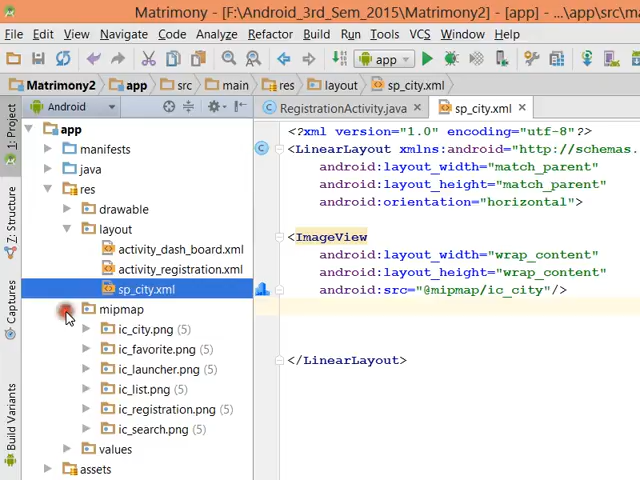 Matrimony - [F:\Android_3rd_Sem_2015\Matrimony2] - [app] - ...\app\src\ma
File Edit View Navigate Code Analyze Refactor Build Run Tools VCS Window Help
app
Matrimony2 app src main res layout sp_city.xml
1: Project
Z: Structure
Captures
Build Variants
Android
app
manifests
java
res
drawable
layout
activity_dash_board.xml
activity_registration.xml
sp_city.xml
mipmap
ic_city.png (5)
ic_favorite.png (5)
ic_launcher.png (5)
ic_list.png (5)
ic_registration.png (5)
ic_search.png (5)
values
assets
RegistrationActivity.java sp_city.xml
<?xml version="1.0" encoding="utf-8"?>
<LinearLayout xmlns:android="http://schemas.
android:layout_width="match_parent"
android:layout_height="match_parent"
android:orientation="horizontal">
<ImageView
android:layout_width="wrap_content"
android:layout_height="wrap_content"
android:src="@mipmap/ic_city"/>
</LinearLayout>